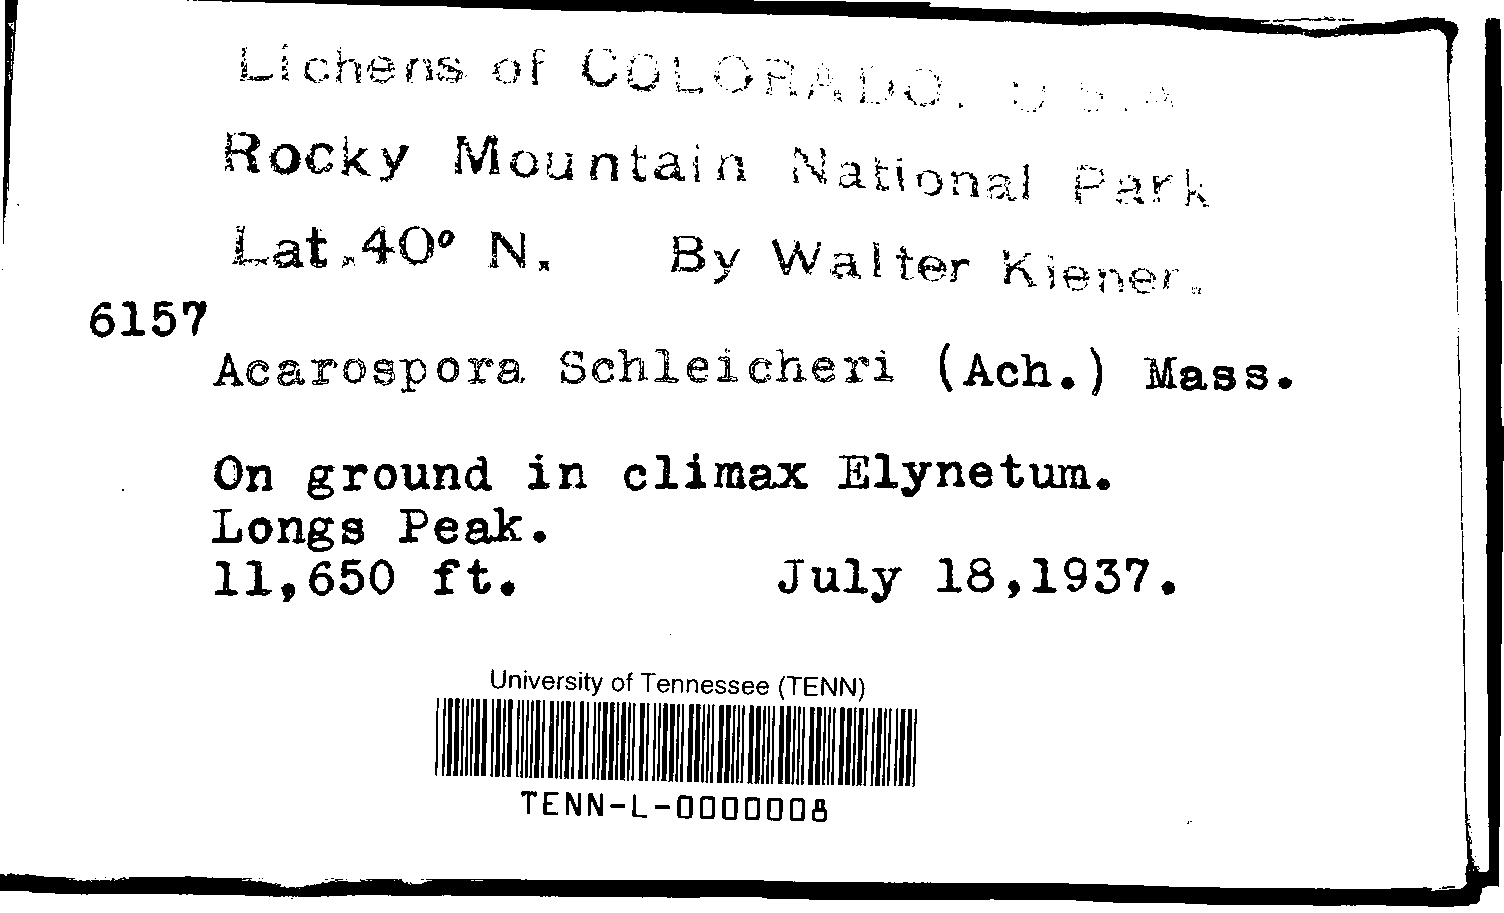 Lichens of COLORADO. U.S.A
Rocky Mountain National Park
Lat.40° N. By Walter Kiener.
6157
Acarospora Schleicheri (Ach.) Mass.
On ground in climax Elynetum.
Longs Peak.
11,650 ft. July 18,1937.
University of Tennessee (TENN)
TENN-L-0000008